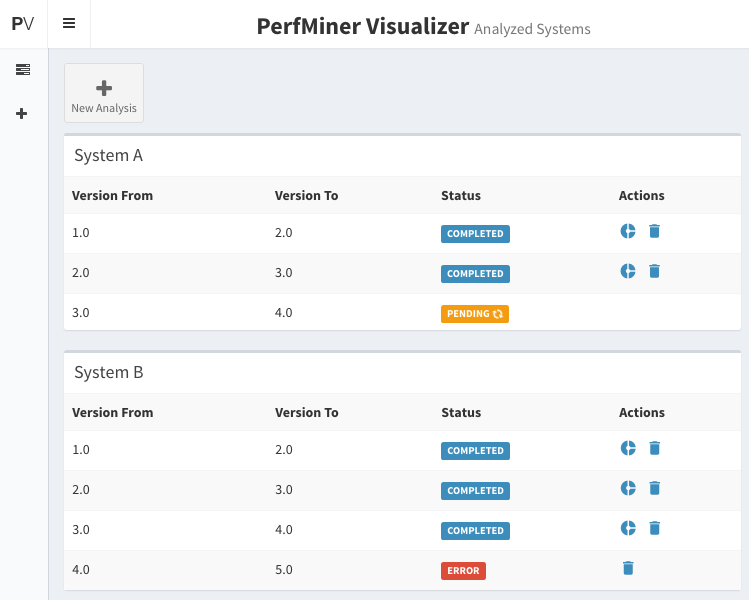 PV
PerfMiner Visualizer Analyzed Systems
New Analysis
System A
Version From Version To Status Actions
1.0 2.0 COMPLETED
2.0 3.0 COMPLETED
3.0 4.0 PENDING
System B
Version From Version To Status Actions
1.0 2.0 COMPLETED
2.0 3.0 COMPLETED
3.0 4.0 COMPLETED
4.0 5.0 ERROR